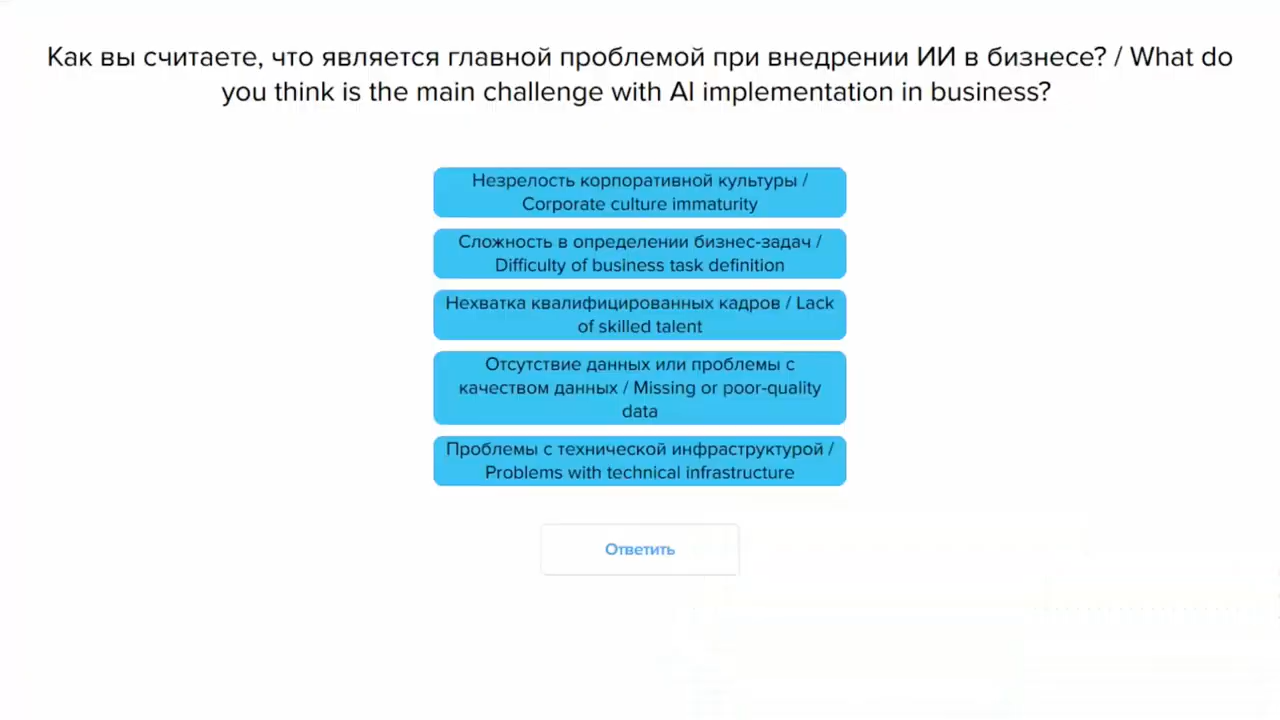 Как вы считаете, что является главной проблемой при внедрении ИИ в бизнесе? / What do
you think is the main challenge with AI implementation in business?
Незрелость корпоративной культуры /
Corporate culture immaturity
Сложность в определении бизнес-задач /
Difficulty of business task definition
Нехватка квалифицированных кадров / Lack
of skilled talent
Отсутствие данных или проблемы с
качеством данных / Missing or poor-quality
data
Проблемы с технической инфраструктурой /
Problems with technical infrastructure
Ответить